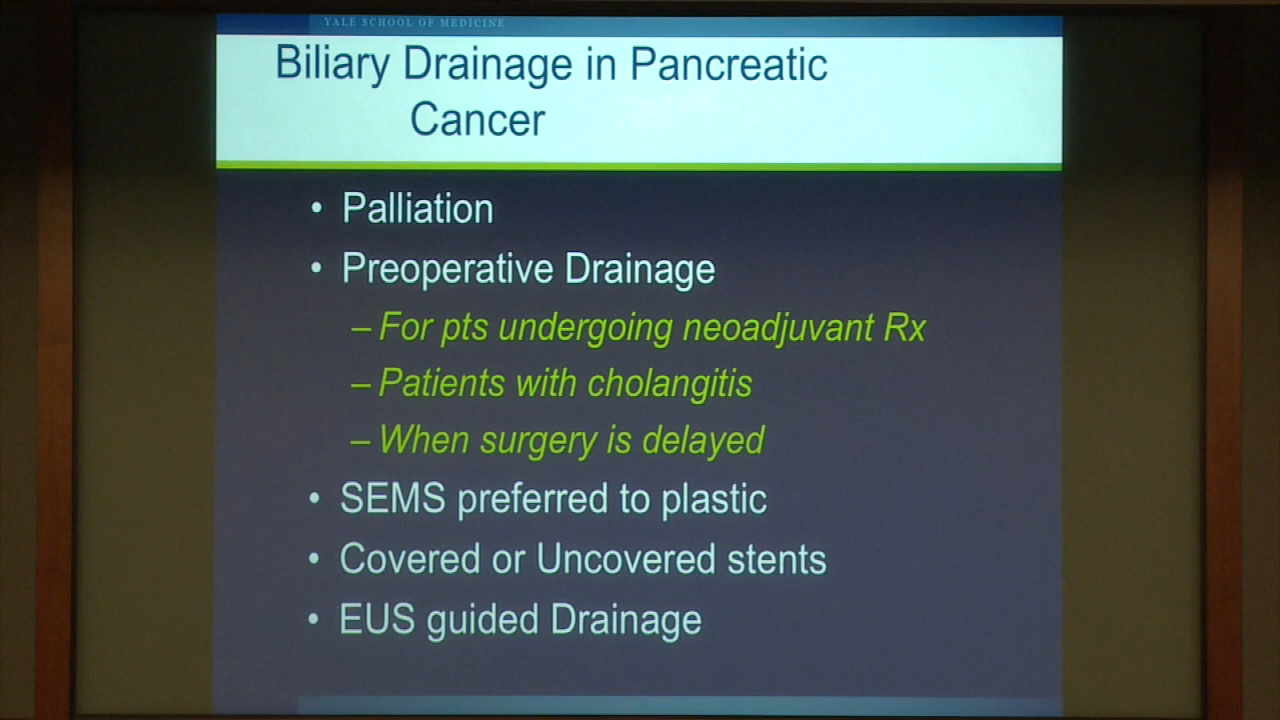 YALE SCHOOL OF MEDICINE
Biliary Drainage in Pancreatic
Cancer
• Palliation
• Preoperative Drainage
– For pts undergoing neoadjuvant Rx
– Patients with cholangitis
– When surgery is delayed
• SEMS preferred to plastic
• Covered or Uncovered stents
• EUS guided Drainage